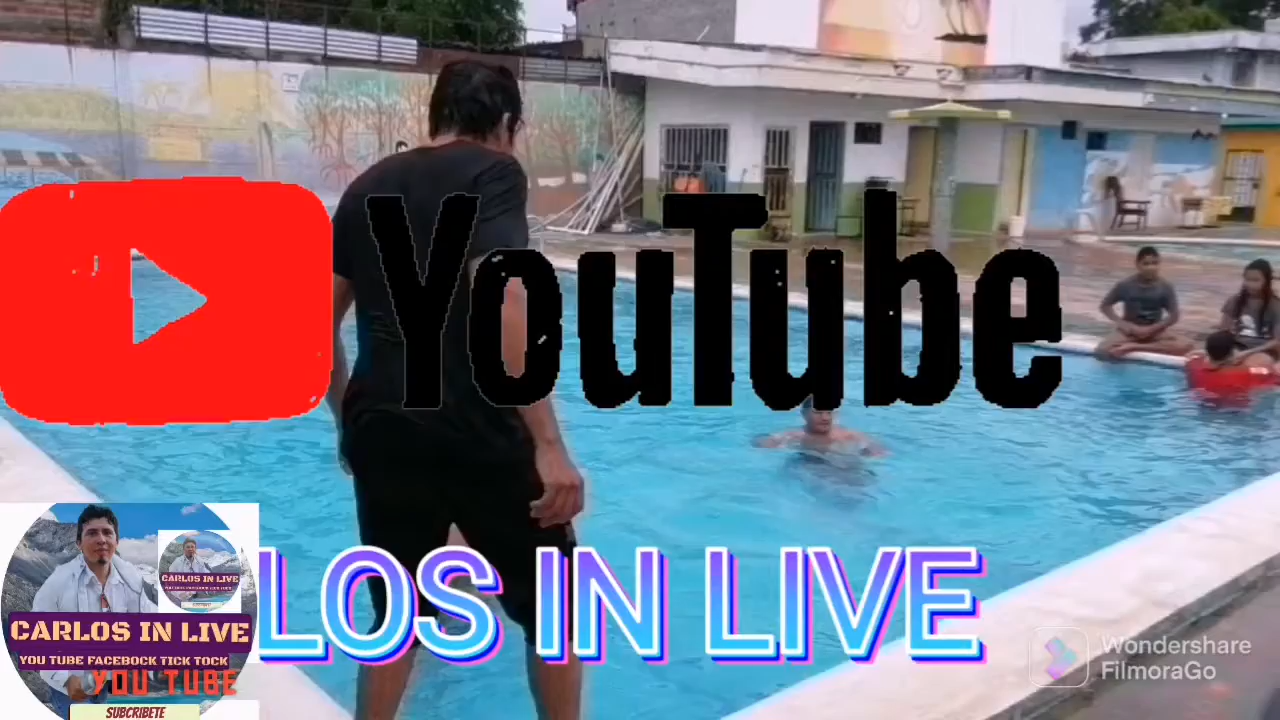 YouTube
LOS IN LIVE
CARLOS IN LIVE
CARLOS IN LIVE
YOU TUBE FACEBOCK TICK TOCK
YOU TUBE
SUBCRIBETE
Wondershare
FilmoraGo